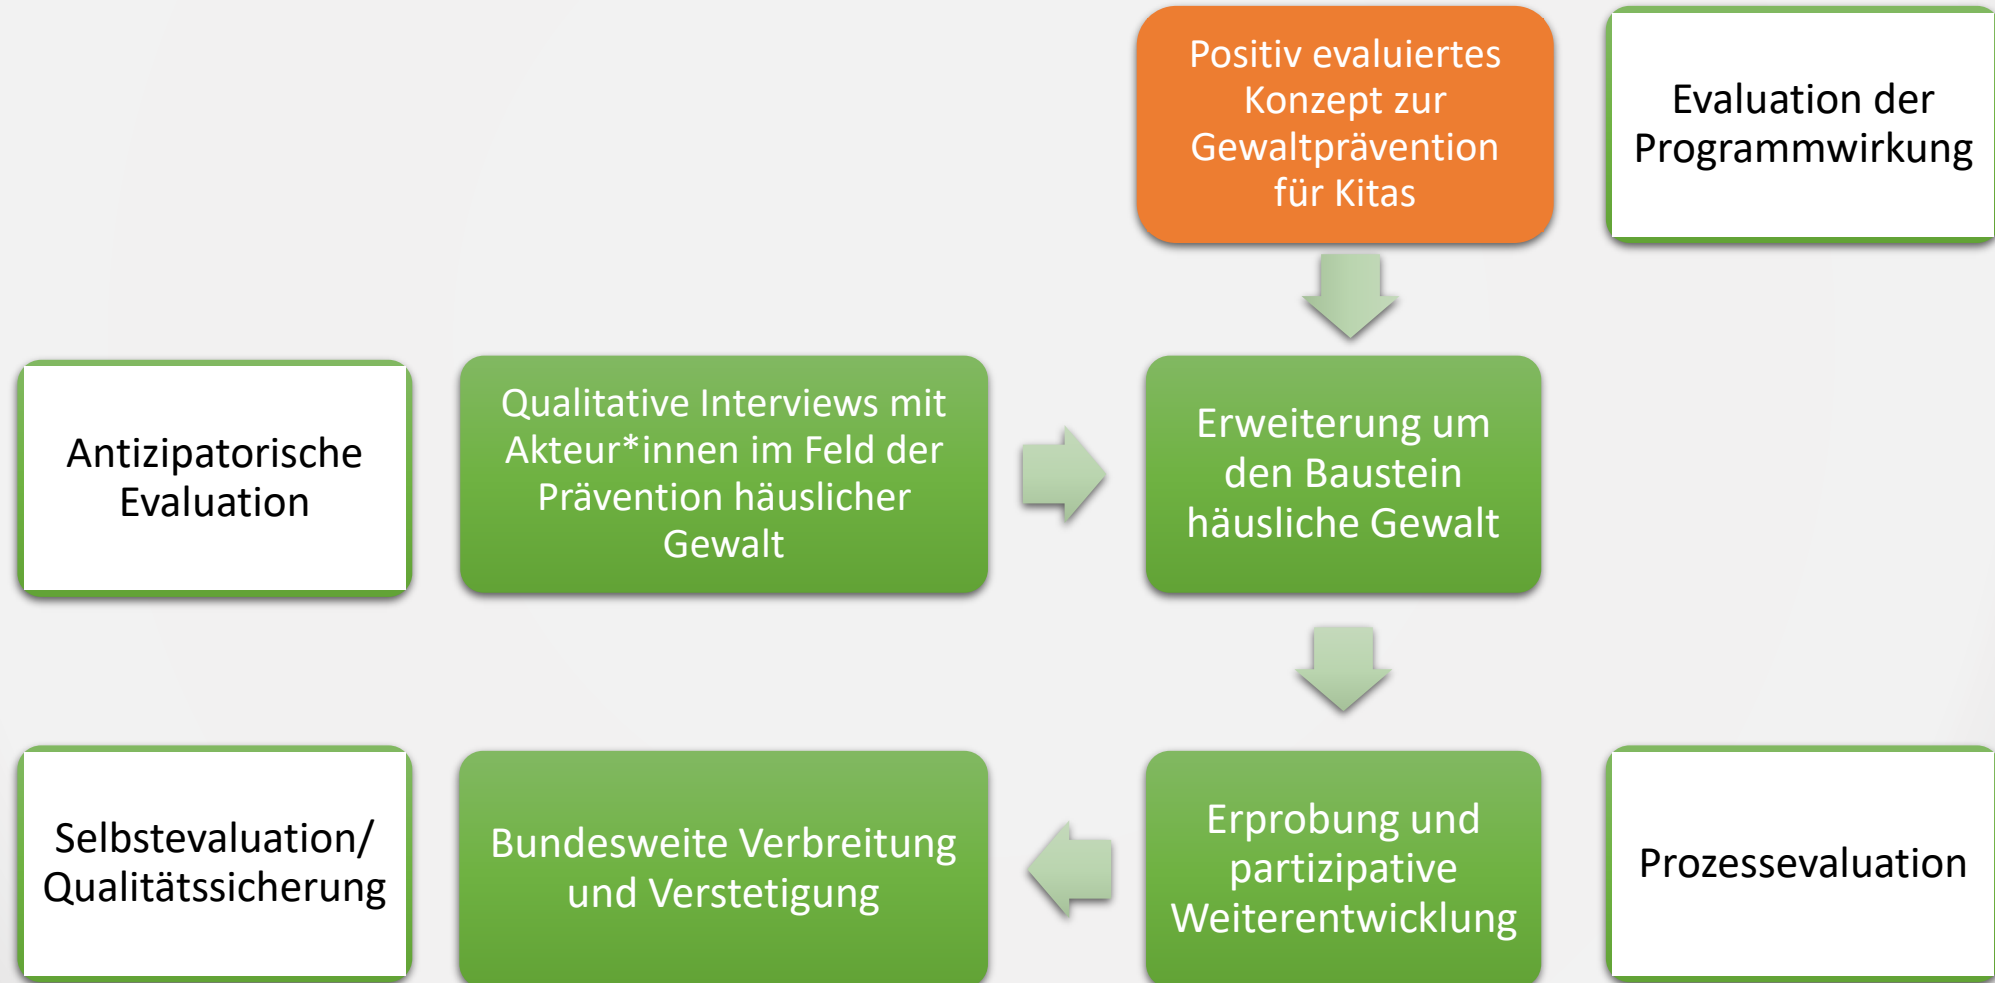 Positiv evaluiertes
Konzept zur
Gewaltprävention
für Kitas
Evaluation der
Programmwirkung
Antizipatorische
Evaluation
Qualitative Interviews mit
Akteur*innen im Feld der
Prävention häuslicher
Gewalt
Erweiterung um
den Baustein
häusliche Gewalt
Selbstevaluation/
Qualitätssicherung
Bundesweite Verbreitung
und Verstetigung
Erprobung und
partizipative
Weiterentwicklung
Prozessevaluation